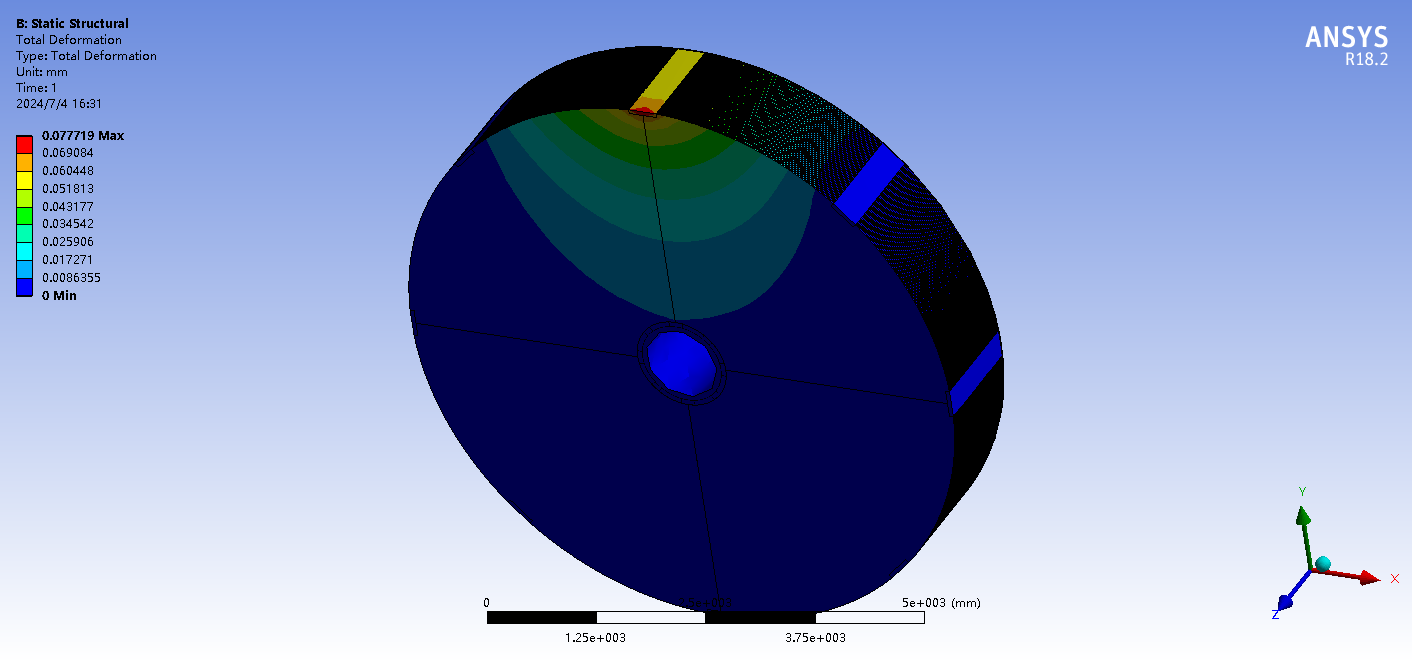 B: Static Structural
Total Deformation
Type: Total Deformation
Unit: mm
Time: 1
2024/7/4 16:31
0.077719 Max
0.069084
0.060448
0.051813
0.043177
0.034542
0.025906
0.017271
0.0086355
0 Min
ANSYS
R18.2
Y
X
Z
0
5e+003 (mm)
1.25e+003
3.75e+003